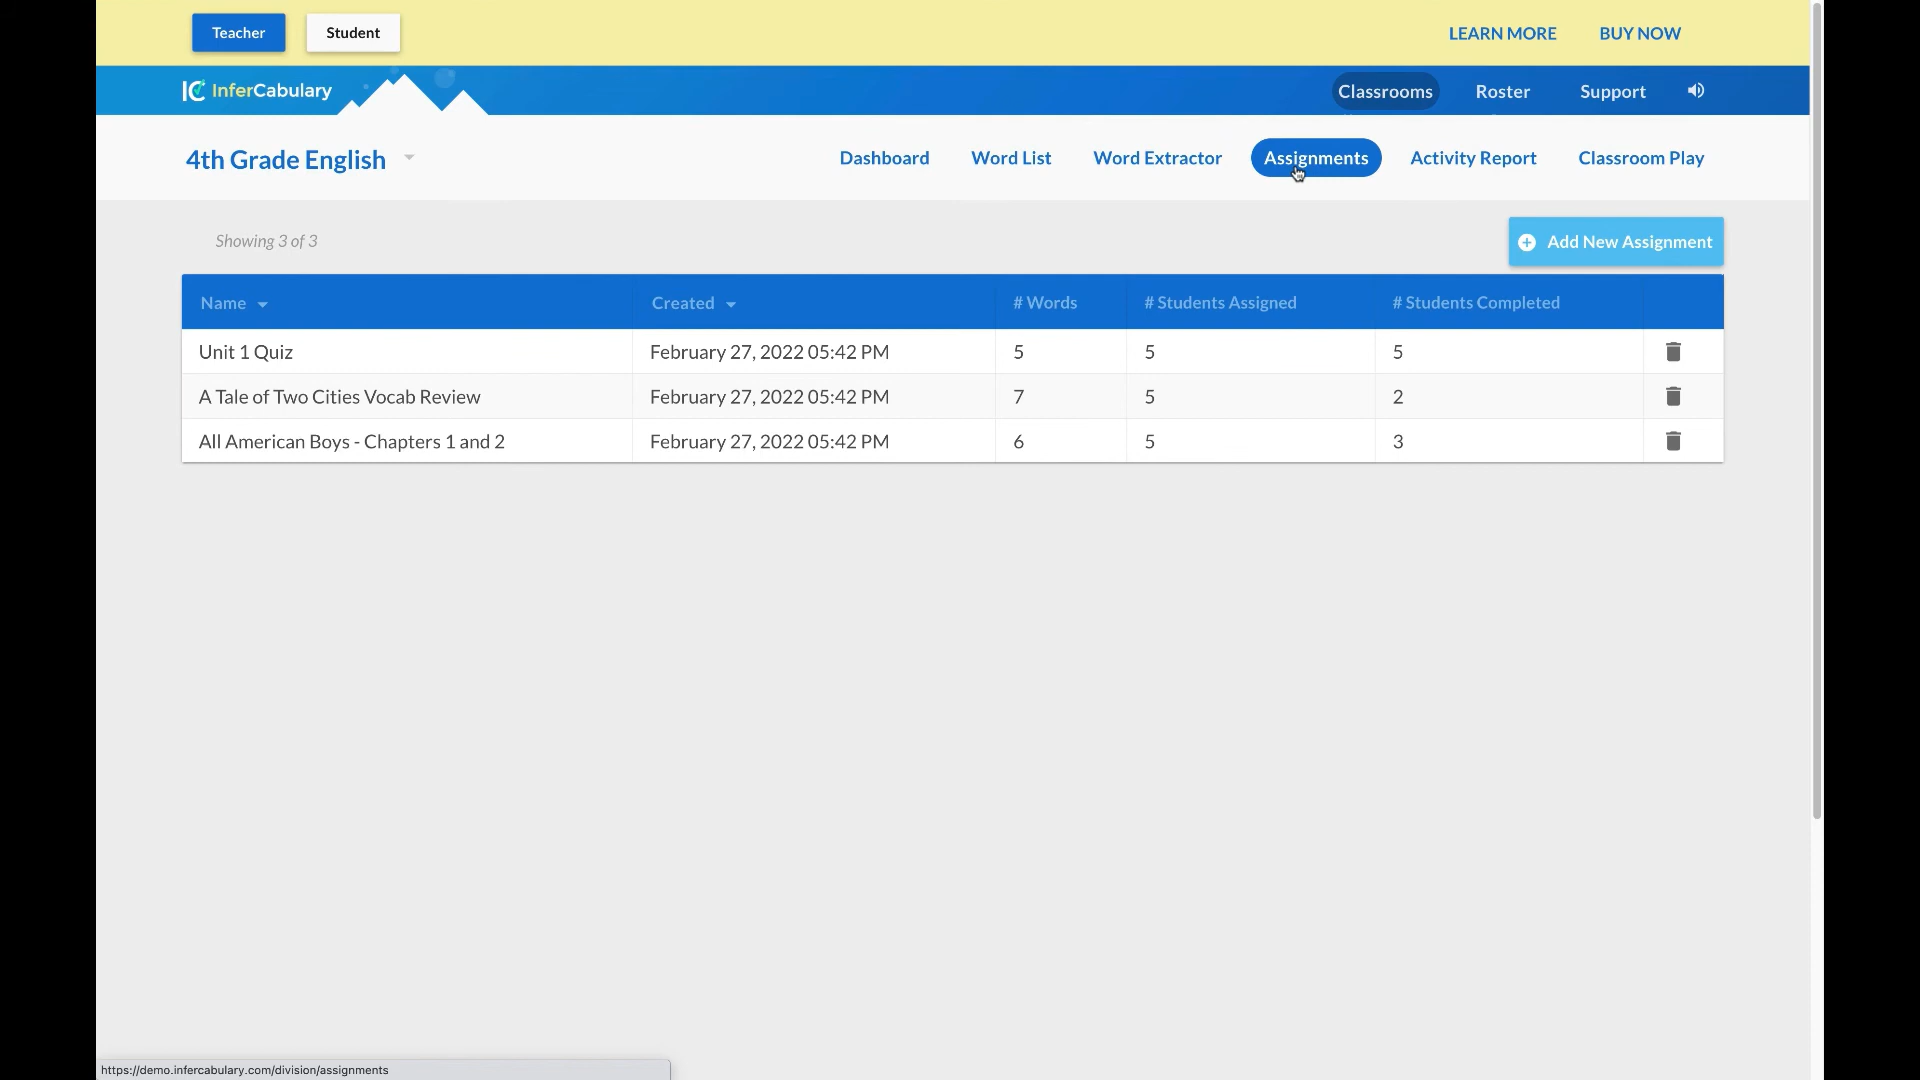 Teacher Student LEARN MORE BUY NOW
IC InferCabulary Classrooms Roster Support
4th Grade English Dashboard Word List Word Extractor Assignments Activity Report Classroom Play
Showing 3 of 3 Add New Assignment
Name Created # Words # Students Assigned # Students Completed
Unit 1 Quiz February 27, 2022 05:42 PM 5 5 5
A Tale of Two Cities Vocab Review February 27, 2022 05:42 PM 7 5 2
All American Boys - Chapters 1 and 2 February 27, 2022 05:42 PM 6 5 3
https://demo.infercabulary.com/division/assignments